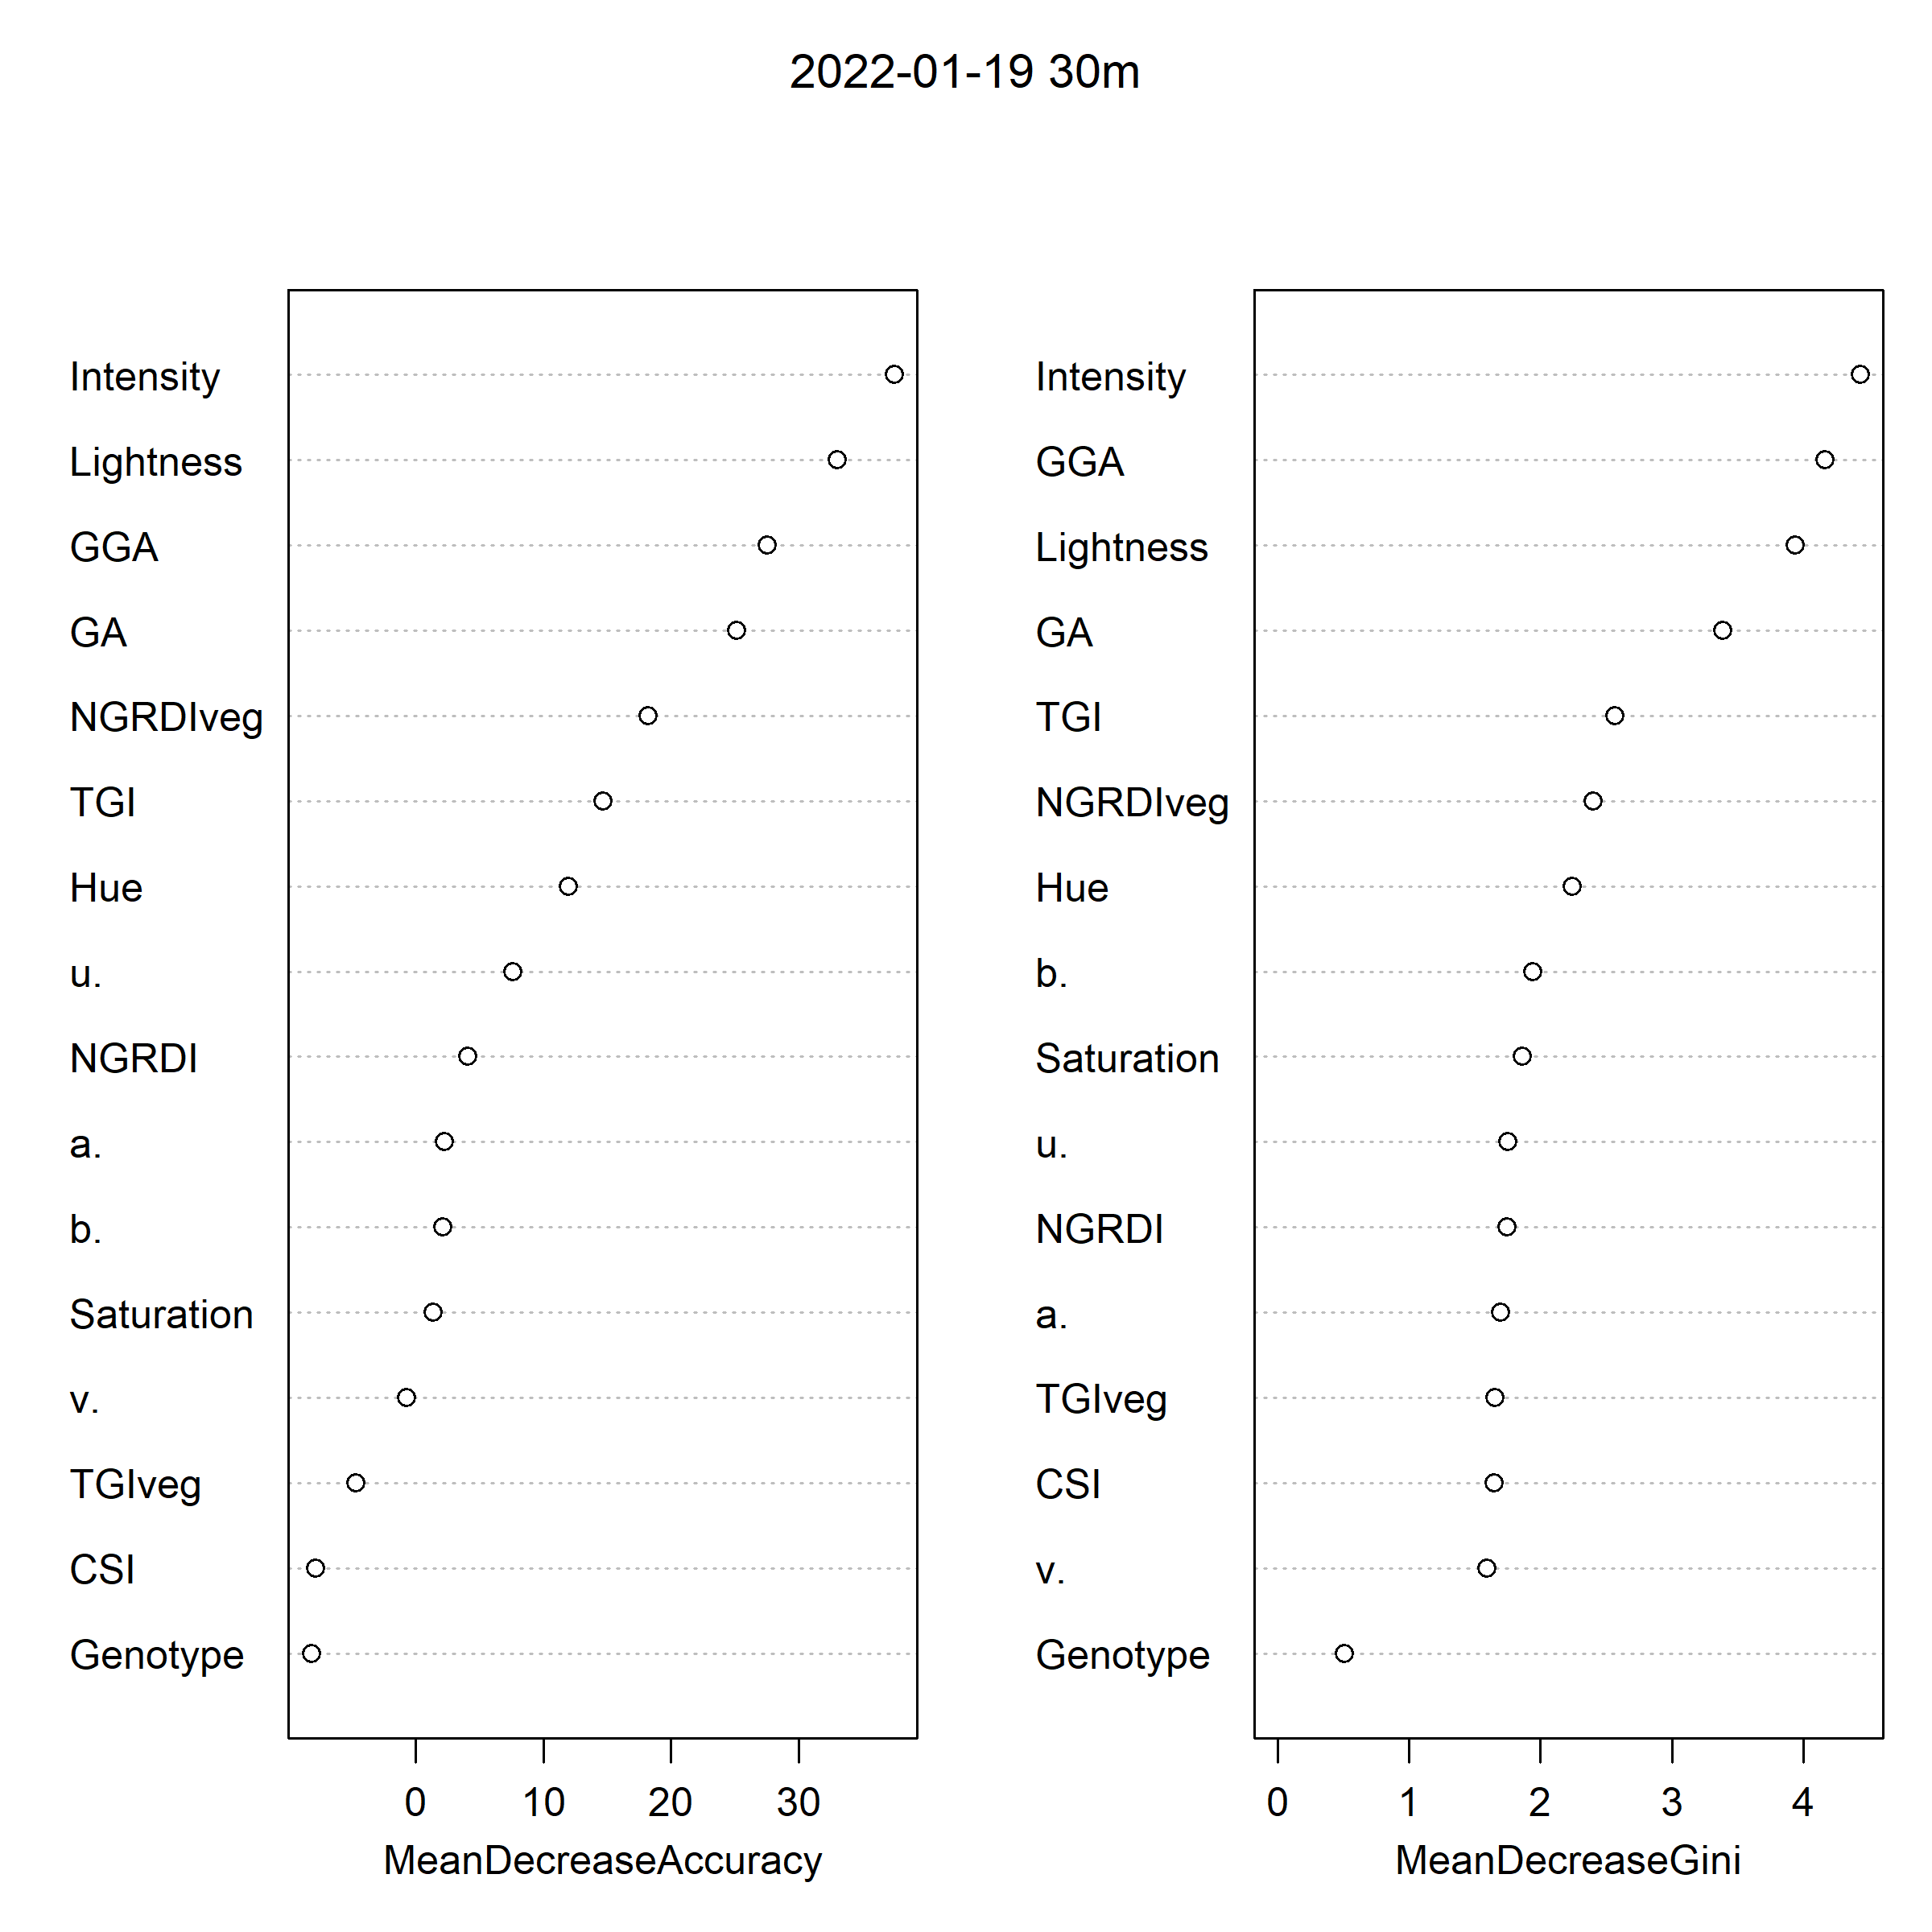 2022-01-19 30m
Intensity
Lightness
GGA
GA
NGRDIveg
TGI
Hue
u.
NGRDI
a.
b.
Saturation
v.
TGIveg
CSI
Genotype
0 10 20 30
MeanDecreaseAccuracy
Intensity
GGA
Lightness
GA
TGI
NGRDIveg
Hue
b.
Saturation
u.
NGRDI
a.
TGIveg
CSI
v.
Genotype
0 1 2 3 4
MeanDecreaseGini